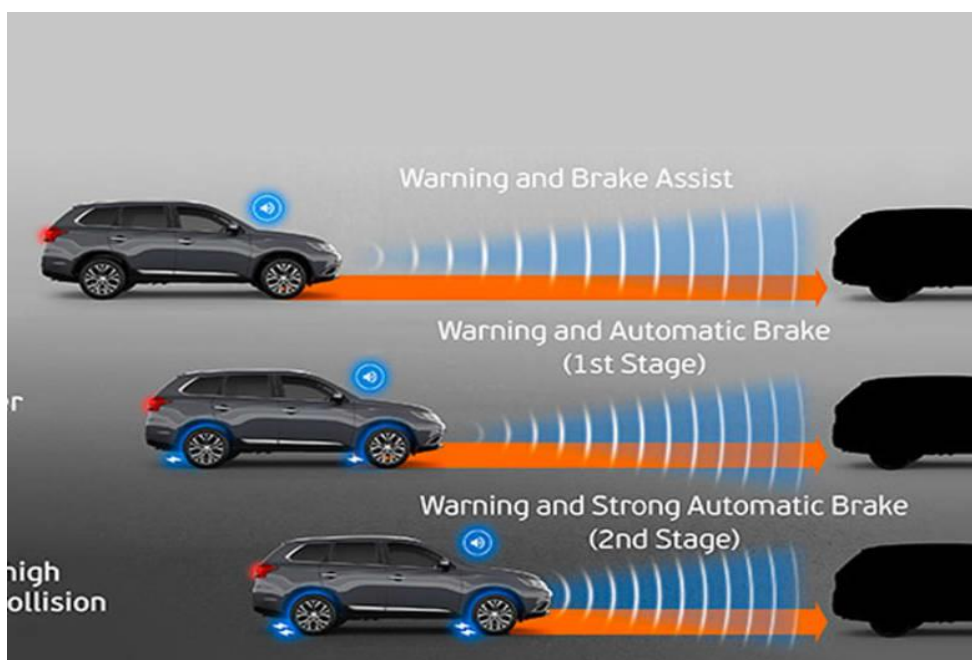 Warning and Brake Assist
Warning and Automatic Brake
(1st Stage)
Warning and Strong Automatic Brake
(2nd Stage)